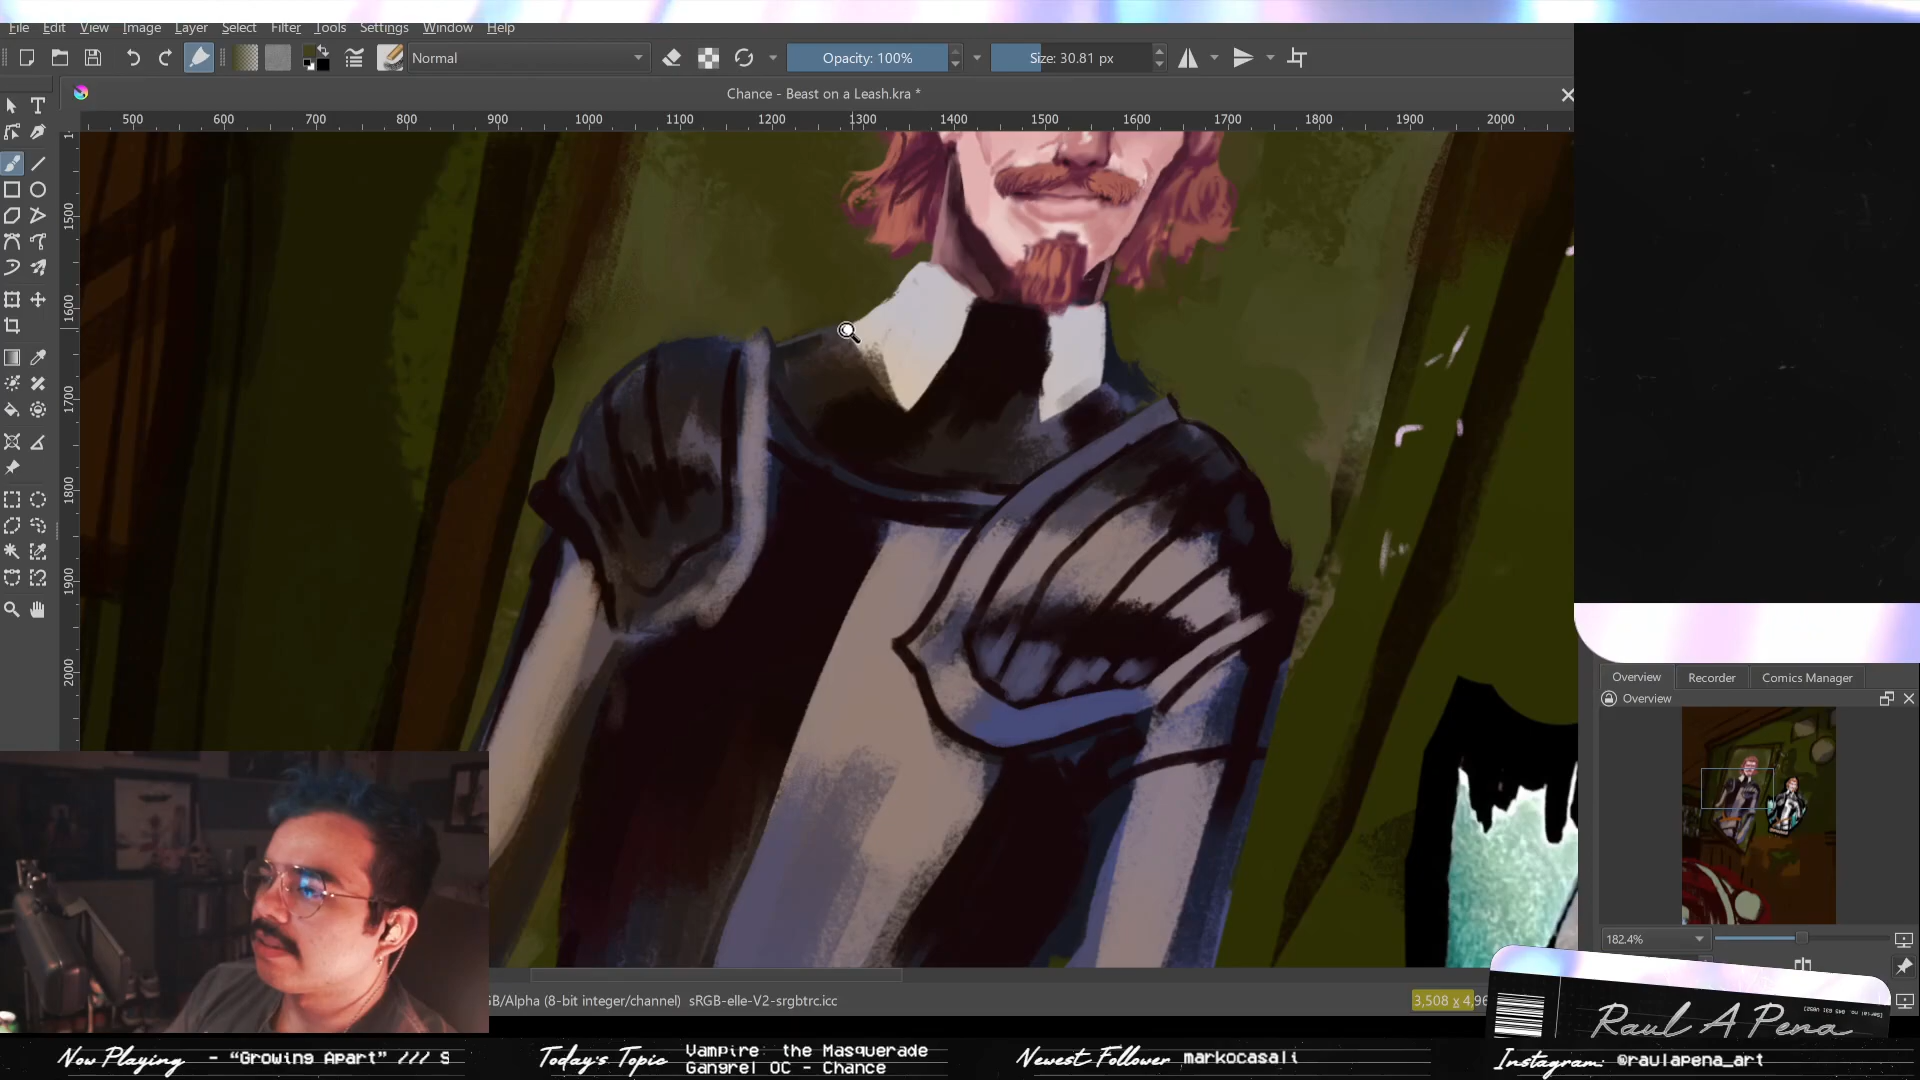 File Edit View Image Layer Select Filter Tools Settings Window Help
Normal
Opacity: 100%
Size: 30.81 px
Chance - Beast on a Leash.kra *
500 600 700 800 900 1000 1100 1200 1300 1400 1500 1600 1700 1800 1900 2000
1500
1600
1700
1800
1900
2000
Overview Recorder Comics Manager
Overview
182.4%
GB/Alpha (8-bit integer/channel) sRGB-elle-V2-srgbtrc.icc
3,508 x 4,96
Raul A Pena
Now Playing - "Growing Apart" /// S
Today's Topic
Vampire: the Masquerade
Gangrel OC - Chance
Newest Follower markocasali
Instagram: @raulapena_art